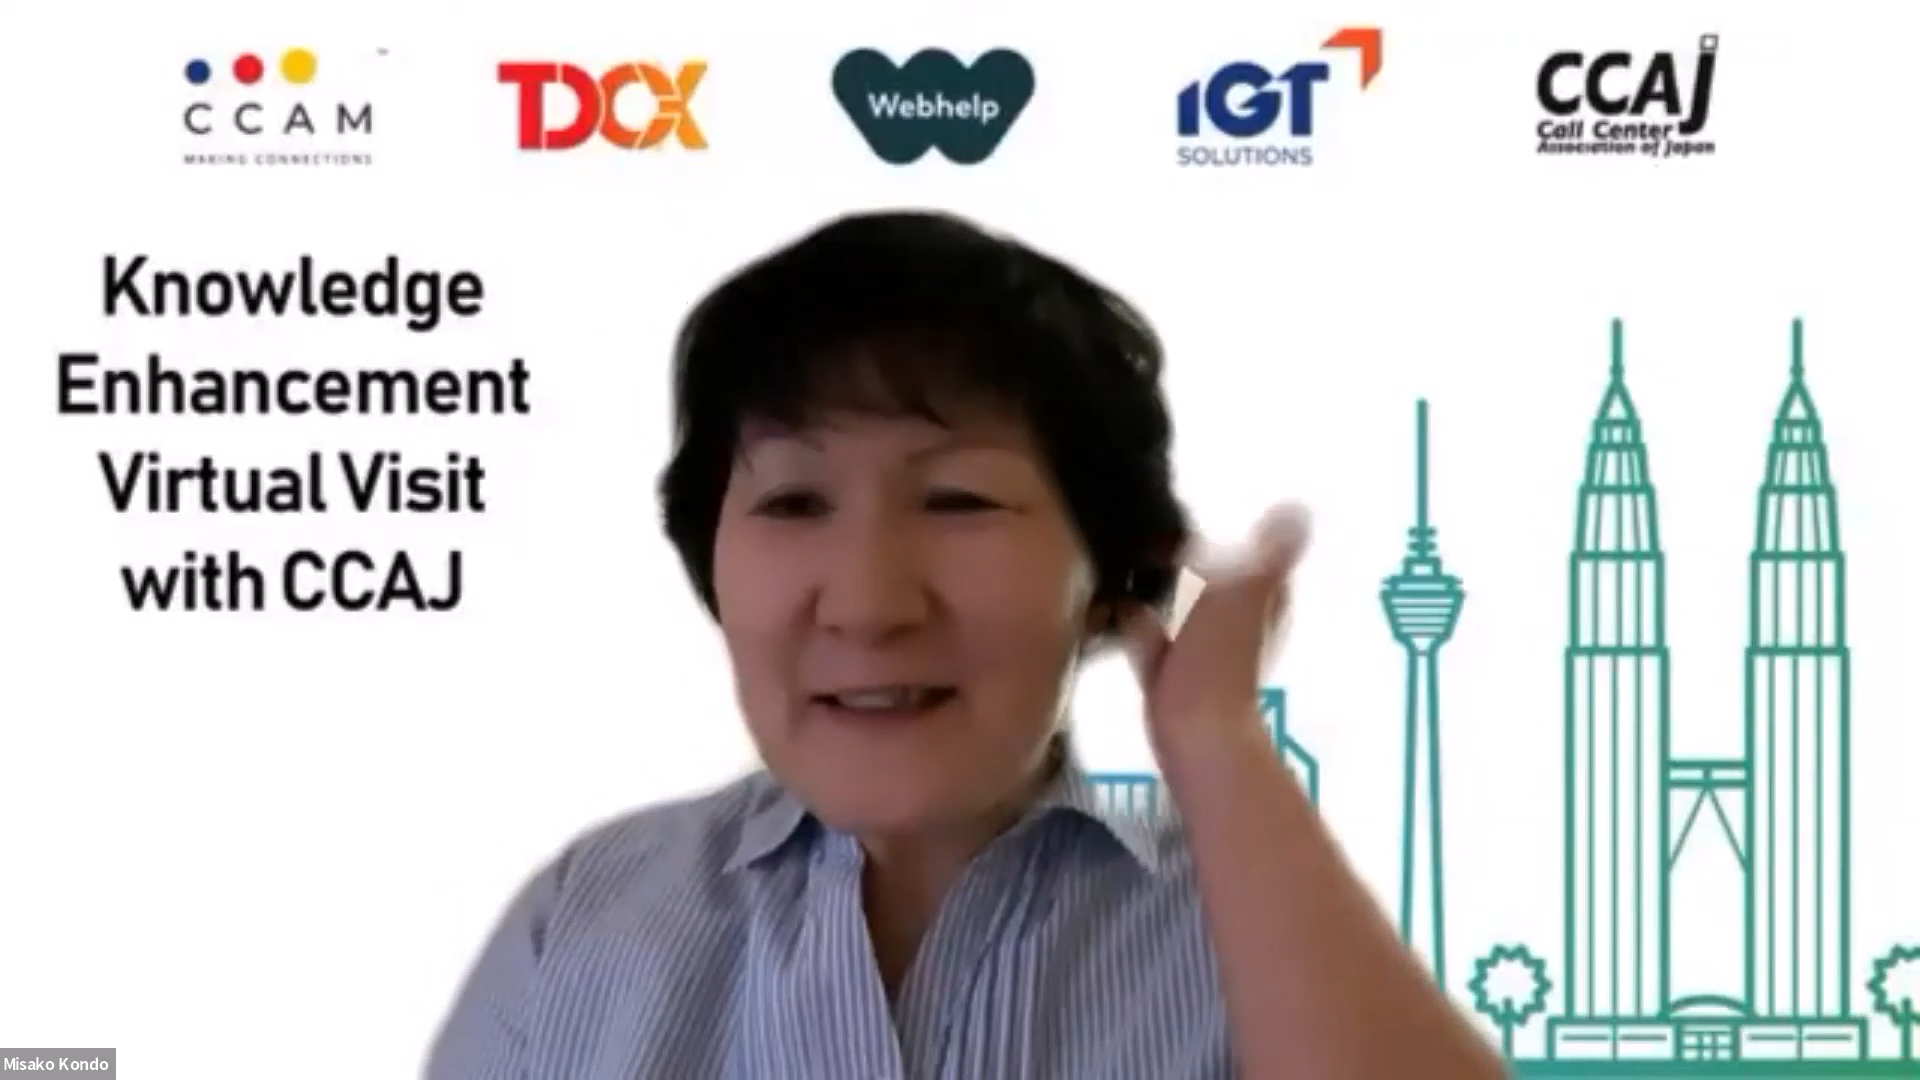 CCAM
MAKING CONNECTIONS
TDCX
Webhelp
IGT
SOLUTIONS
CCAJ
Call Center
Association of Japan
Knowledge
Enhancement
Virtual Visit
with CCAJ
Misako Kondo